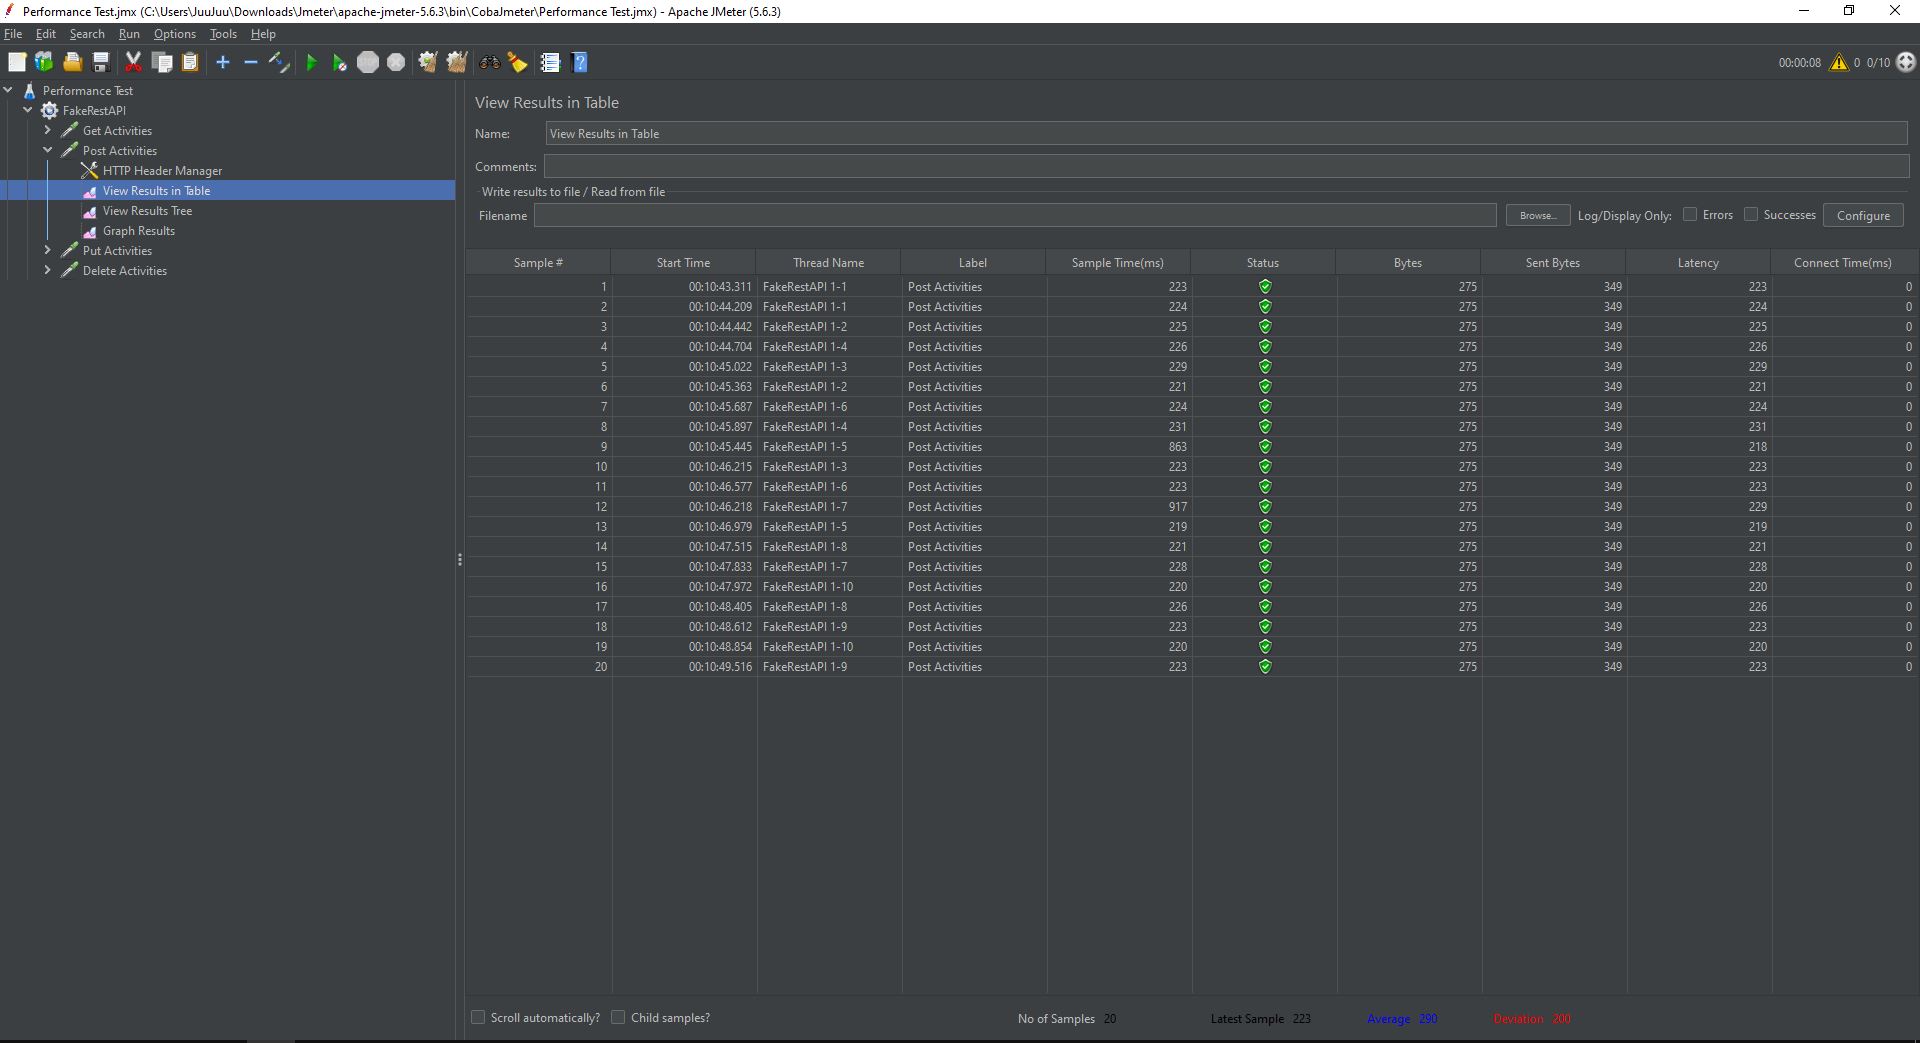 Performance Test.jmx (C:\Users\JuuJuu\Downloads\Jmeter\apache-jmeter-5.6.3\bin\CobaJmeter\Performance Test.jmx) - Apache JMeter (5.6.3)
File Edit Search Run Options Tools Help
00:00:08 0 0/10
Performance Test
FakeRestAPI
Get Activities
Post Activities
HTTP Header Manager
View Results in Table
View Results Tree
Graph Results
Put Activities
Delete Activities
View Results in Table
Name: View Results in Table
Comments:
Write results to file / Read from file
Filename Browse... Log/Display Only: Errors Successes Configure
Sample # Start Time Thread Name Label Sample Time(ms) Status Bytes Sent Bytes Latency Connect Time(ms)
1 00:10:43.311 FakeRestAPI 1-1 Post Activities 223 275 349 223 0
2 00:10:44.209 FakeRestAPI 1-1 Post Activities 224 275 349 224 0
3 00:10:44.442 FakeRestAPI 1-2 Post Activities 225 275 349 225 0
4 00:10:44.704 FakeRestAPI 1-4 Post Activities 226 275 349 226 0
5 00:10:45.022 FakeRestAPI 1-3 Post Activities 229 275 349 229 0
6 00:10:45.363 FakeRestAPI 1-2 Post Activities 221 275 349 221 0
7 00:10:45.687 FakeRestAPI 1-6 Post Activities 224 275 349 224 0
8 00:10:45.897 FakeRestAPI 1-4 Post Activities 231 275 349 231 0
9 00:10:45.445 FakeRestAPI 1-5 Post Activities 863 275 349 218 0
10 00:10:46.215 FakeRestAPI 1-3 Post Activities 223 275 349 223 0
11 00:10:46.577 FakeRestAPI 1-6 Post Activities 223 275 349 223 0
12 00:10:46.218 FakeRestAPI 1-7 Post Activities 917 275 349 229 0
13 00:10:46.979 FakeRestAPI 1-5 Post Activities 219 275 349 219 0
14 00:10:47.515 FakeRestAPI 1-8 Post Activities 221 275 349 221 0
15 00:10:47.833 FakeRestAPI 1-7 Post Activities 228 275 349 228 0
16 00:10:47.972 FakeRestAPI 1-10 Post Activities 220 275 349 220 0
17 00:10:48.405 FakeRestAPI 1-8 Post Activities 226 275 349 226 0
18 00:10:48.612 FakeRestAPI 1-9 Post Activities 223 275 349 223 0
19 00:10:48.854 FakeRestAPI 1-10 Post Activities 220 275 349 220 0
20 00:10:49.516 FakeRestAPI 1-9 Post Activities 223 275 349 223 0
Scroll automatically? Child samples? No of Samples 20 Latest Sample 223 Average 290 Deviation 200